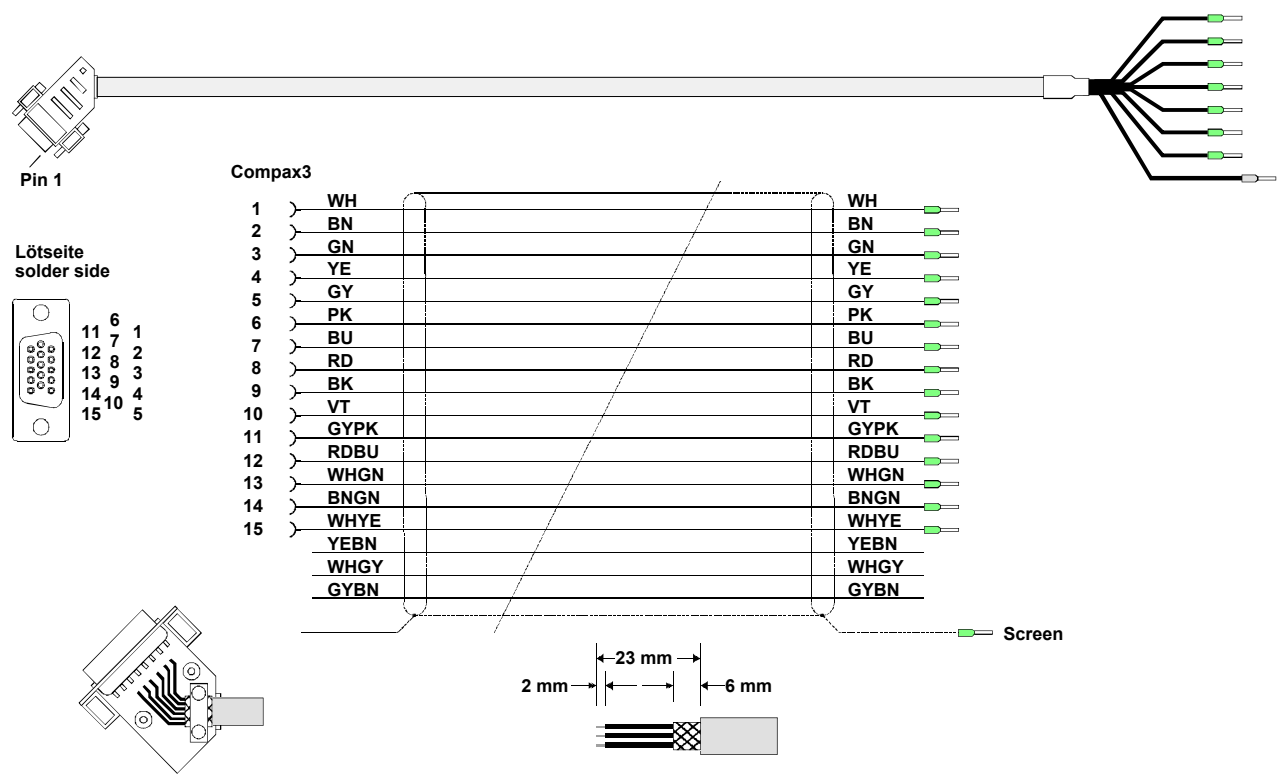 Pin 1
Compax3
1 WH WH
2 BN BN
3 GN GN
4 YE YE
5 GY GY
6 PK PK
7 BU BU
8 RD RD
9 BK BK
10 VT VT
11 GYPK GYPK
12 RDBU RDBU
13 WHGN WHGN
14 BNGN BNGN
15 WHYE WHYE
YEBN YEBN
WHGY WHGY
GYBN GYBN
Screen
Lötseite
solder side
6
11 1
7
12 2
8
13 3
9
14 4
10
15 5
23 mm
2 mm 6 mm